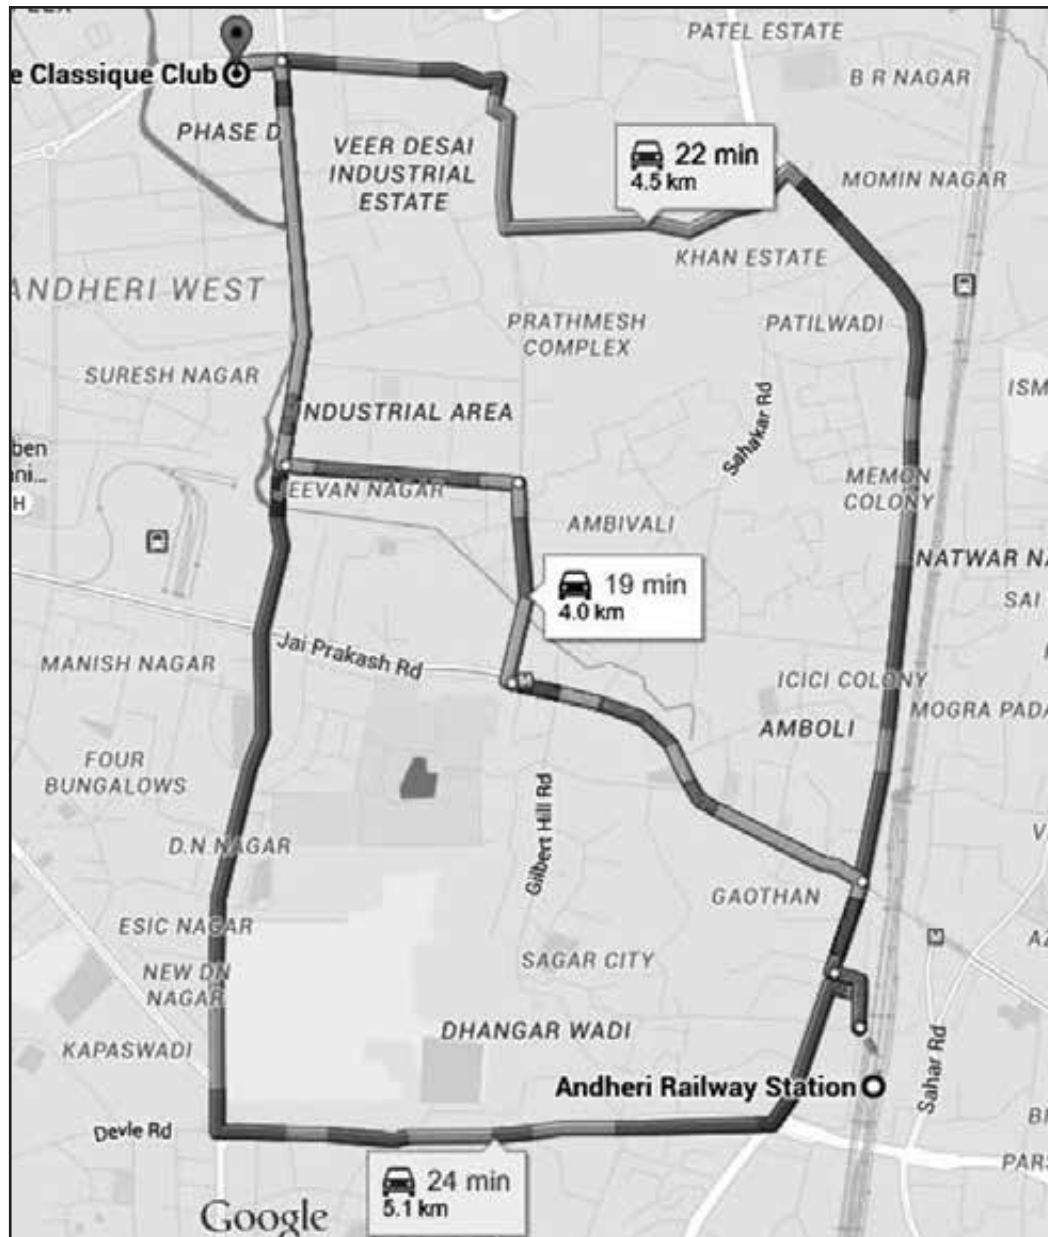 PATEL ESTATE
e Classique Club
B R NAGAR
PHASE D
VEER DESAI
INDUSTRIAL
ESTATE
22 min
4.5 km
MOMIN NAGAR
KHAN ESTATE
ANDHERI WEST
PRATHMESH
COMPLEX
PATILWADI
SURESH NAGAR
ISM
NDUSTRIAL AREA
Sahakar Rd
ben
ni...
H
EEVAN NAGAR
MEMON
COLONY
AMBIVALI
NATWAR NA
19 min
4.0 km
SAI
Jai Prakash Rd
MANISH NAGAR
ICICI COLONY
MOGRA PADA
AMBOLI
FOUR
BUNGALOWS
Gilbert Hill Rd
D.N NAGAR
GAOTHAN
ESIC NAGAR
SAGAR CITY
NEW DN
NAGAR
DHANGAR WADI
KAPASWADI
Sahar Rd
Andheri Railway Station
Devle Rd
PARS
24 min
5.1 km
Google